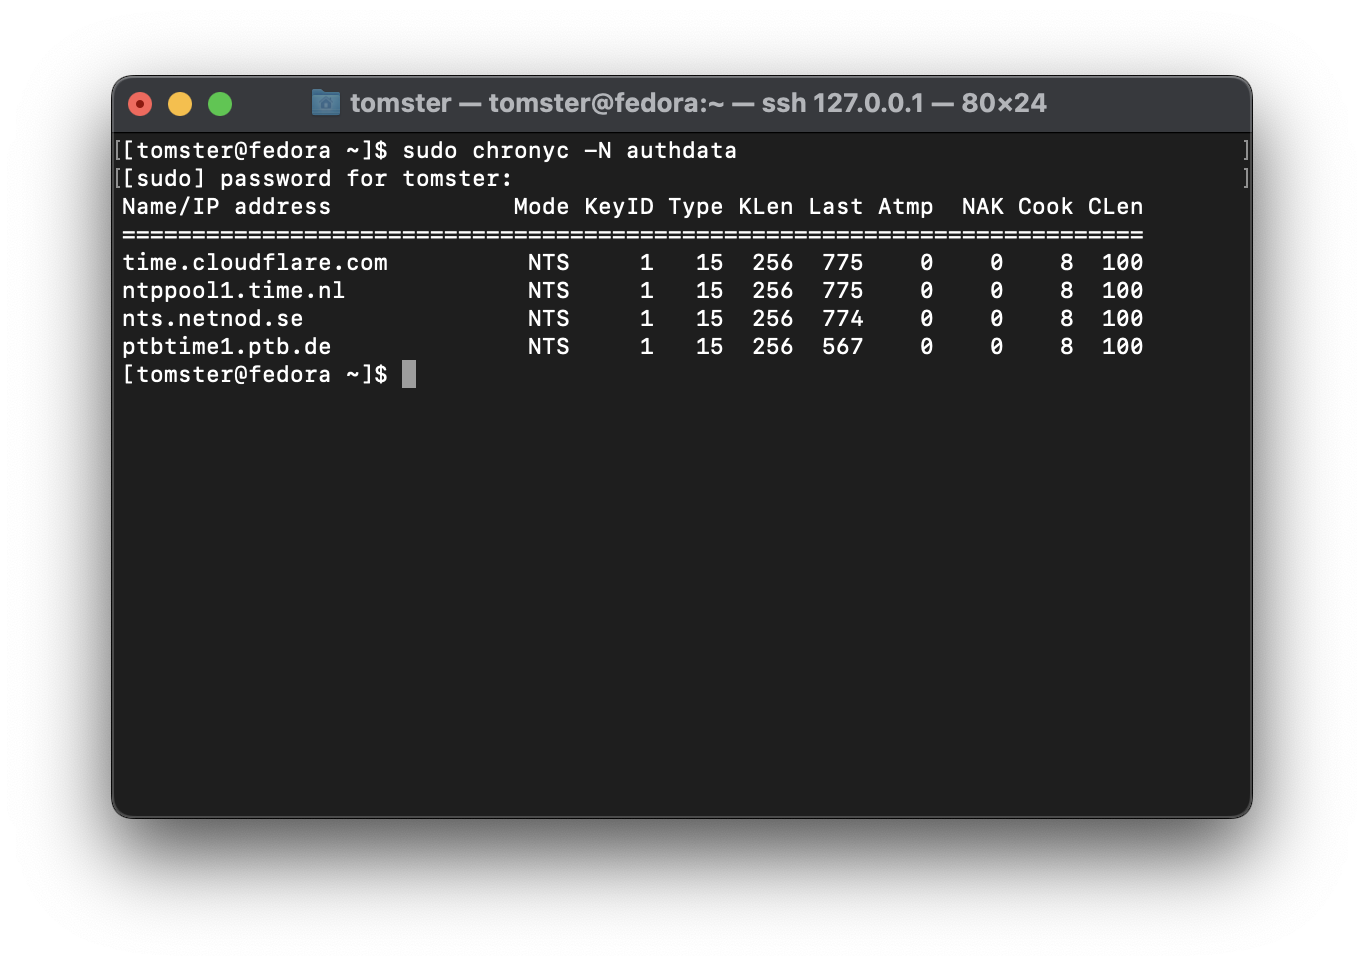 tomster — tomster@fedora:~ — ssh 127.0.0.1 — 80×24
[[tomster@fedora ~]$ sudo chronyc -N authdata ]
[[sudo] password for tomster: ]
Name/IP address             Mode KeyID Type KLen Last Atmp  NAK Cook CLen
=========================================================================
time.cloudflare.com          NTS     1   15  256  775    0    0    8  100
ntppool1.time.nl             NTS     1   15  256  775    0    0    8  100
nts.netnod.se                NTS     1   15  256  774    0    0    8  100
ptbtime1.ptb.de              NTS     1   15  256  567    0    0    8  100
[tomster@fedora ~]$